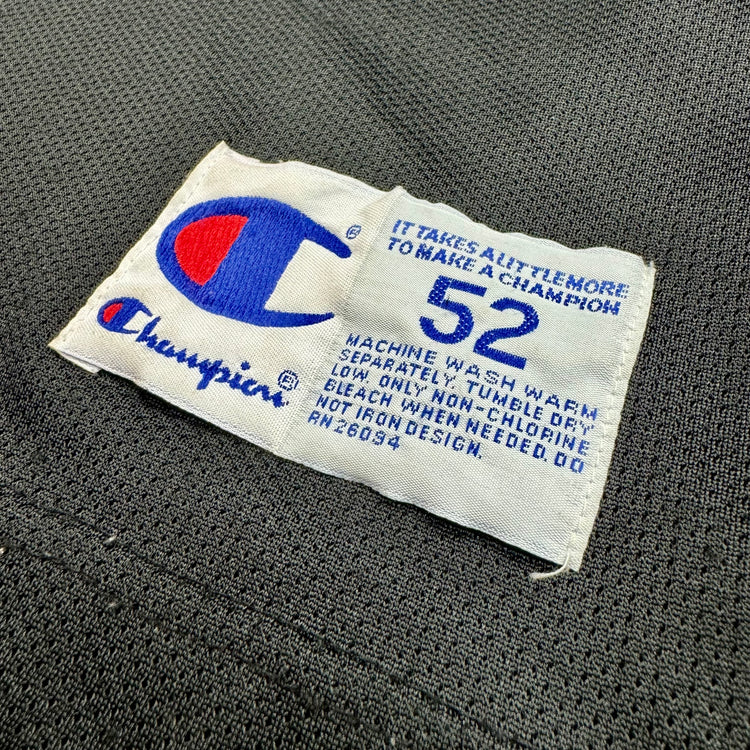 ®
Champion®
IT TAKES A LITTLE MORE
TO MAKE A CHAMPION
52
MACHINE WASH WARM
SEPARATELY. TUMBLE DRY
LOW. ONLY NON-CHLORINE
BLEACH WHEN NEEDED. DO
NOT IRON DESIGN.
RN 26094